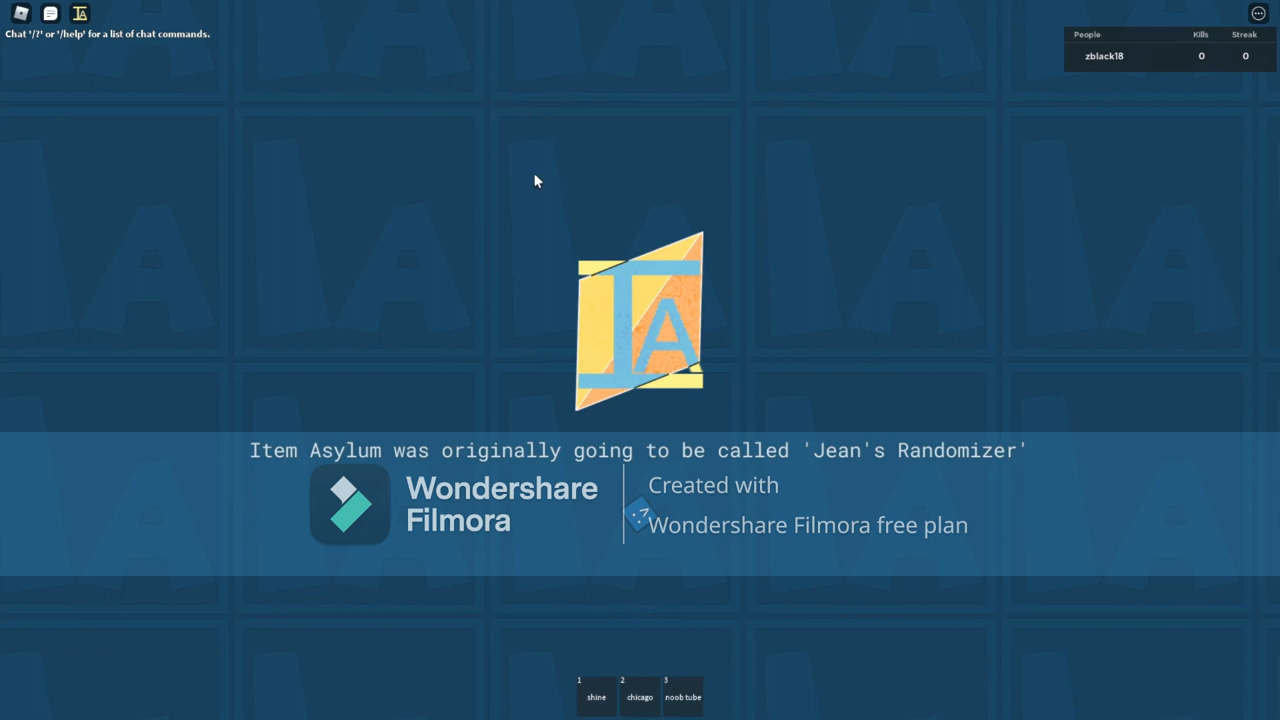 Chat '/?' or '/help' for a list of chat commands.
People Kills Streak
zblack18 0 0
IA
Item Asylum was originally going to be called 'Jean's Randomizer'
Wondershare
Filmora
Created with
Wondershare Filmora free plan
1 2 3
shine chicago noob tube